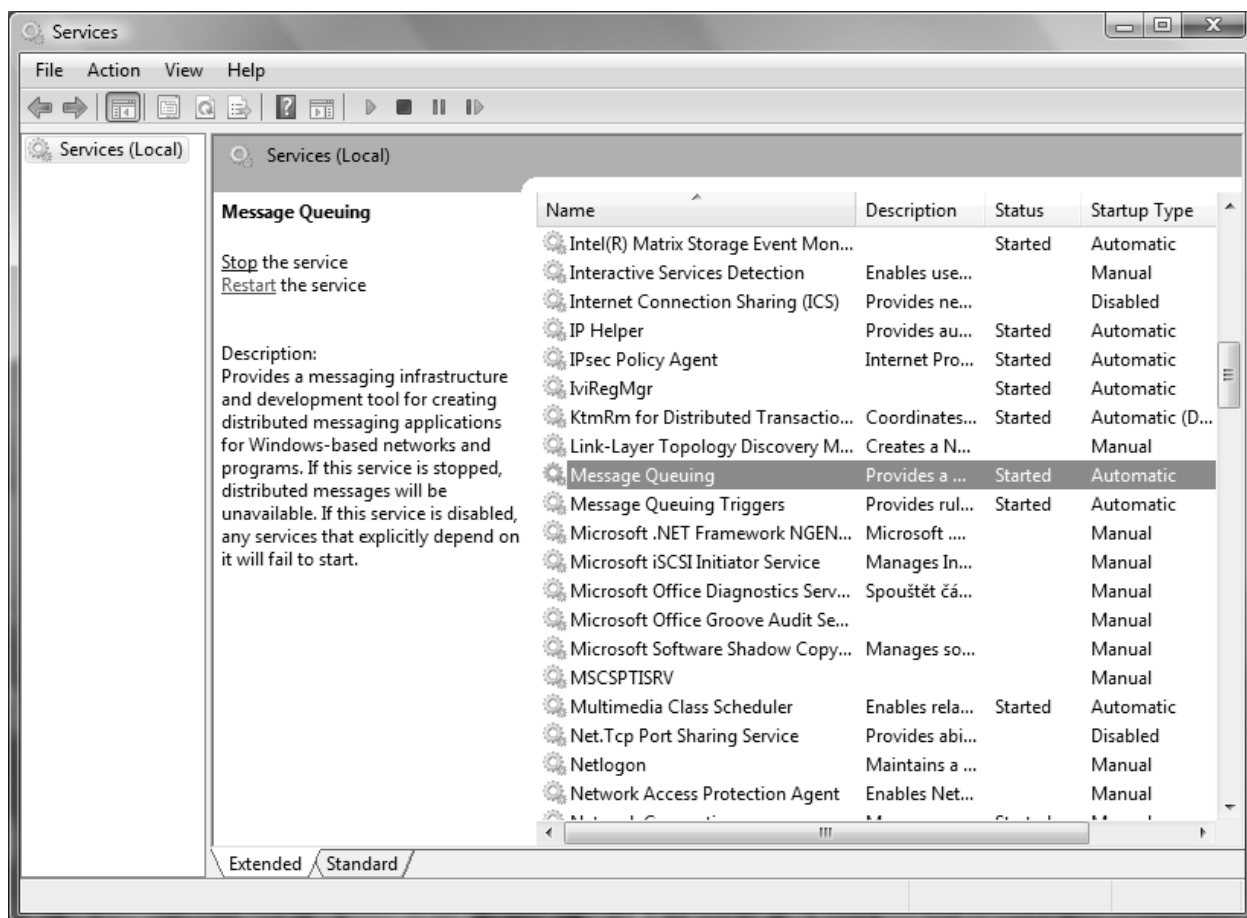 Services
File Action View Help
Services (Local)
Services (Local)
Message Queuing
Stop the service
Restart the service
Description:
Provides a messaging infrastructure
and development tool for creating
distributed messaging applications
for Windows-based networks and
programs. If this service is stopped,
distributed messages will be
unavailable. If this service is disabled,
any services that explicitly depend on
it will fail to start.
Name Description Status Startup Type
Intel(R) Matrix Storage Event Mon... Started Automatic
Interactive Services Detection Enables use... Manual
Internet Connection Sharing (ICS) Provides ne... Disabled
IP Helper Provides au... Started Automatic
IPsec Policy Agent Internet Pro... Started Automatic
IviRegMgr Started Automatic
KtmRm for Distributed Transactio... Coordinates... Started Automatic (D...
Link-Layer Topology Discovery M... Creates a N... Manual
Message Queuing Provides a ... Started Automatic
Message Queuing Triggers Provides rul... Started Automatic
Microsoft .NET Framework NGEN... Microsoft .... Manual
Microsoft iSCSI Initiator Service Manages In... Manual
Microsoft Office Diagnostics Serv... Spouštět čá... Manual
Microsoft Office Groove Audit Se... Manual
Microsoft Software Shadow Copy... Manages so... Manual
MSCSPTISRV Manual
Multimedia Class Scheduler Enables rela... Started Automatic
Net.Tcp Port Sharing Service Provides abi... Disabled
Netlogon Maintains a ... Manual
Network Access Protection Agent Enables Net... Manual
Extended Standard